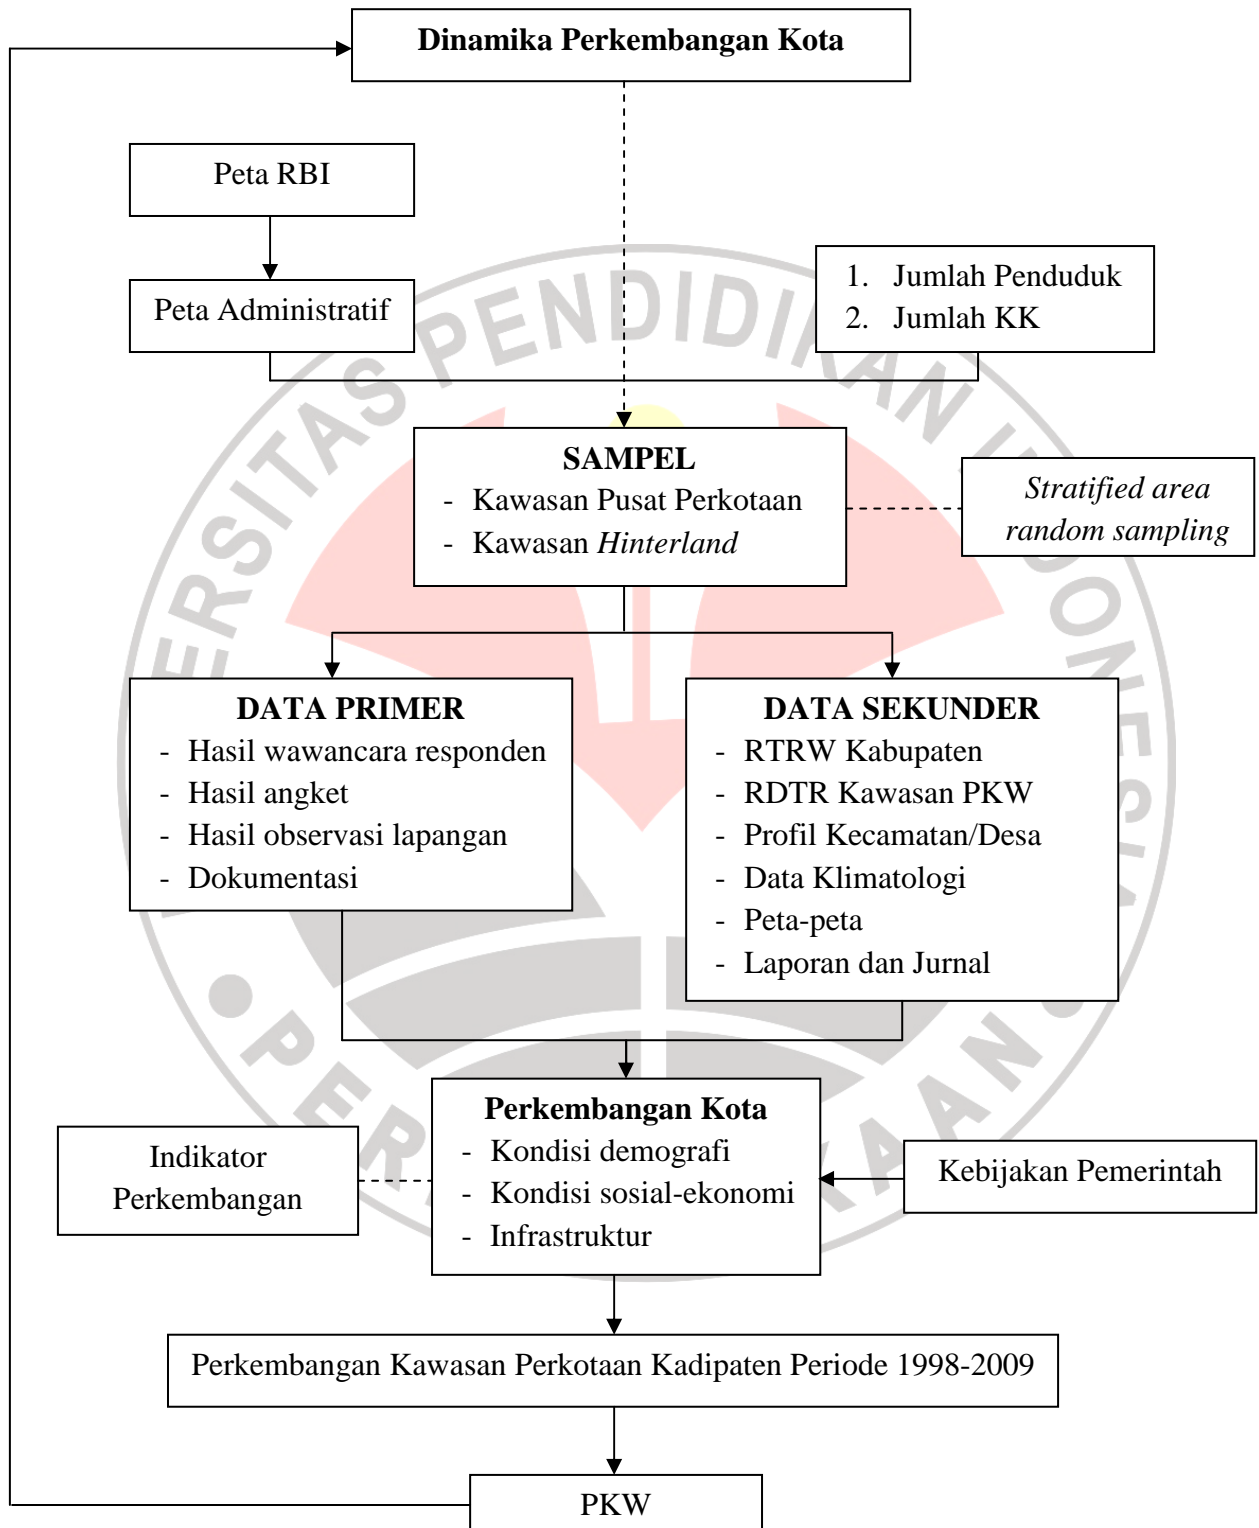 Dinamika Perkembangan Kota
Peta RBI
Peta Administratif
1. Jumlah Penduduk
2. Jumlah KK
SAMPEL
- Kawasan Pusat Perkotaan
- Kawasan Hinterland
Stratified area
random sampling
DATA PRIMER
- Hasil wawancara responden
- Hasil angket
- Hasil observasi lapangan
- Dokumentasi
DATA SEKUNDER
- RTRW Kabupaten
- RDTR Kawasan PKW
- Profil Kecamatan/Desa
- Data Klimatologi
- Peta-peta
- Laporan dan Jurnal
Perkembangan Kota
- Kondisi demografi
- Kondisi sosial-ekonomi
- Infrastruktur
Indikator
Perkembangan
Kebijakan Pemerintah
Perkembangan Kawasan Perkotaan Kadipaten Periode 1998-2009
PKW